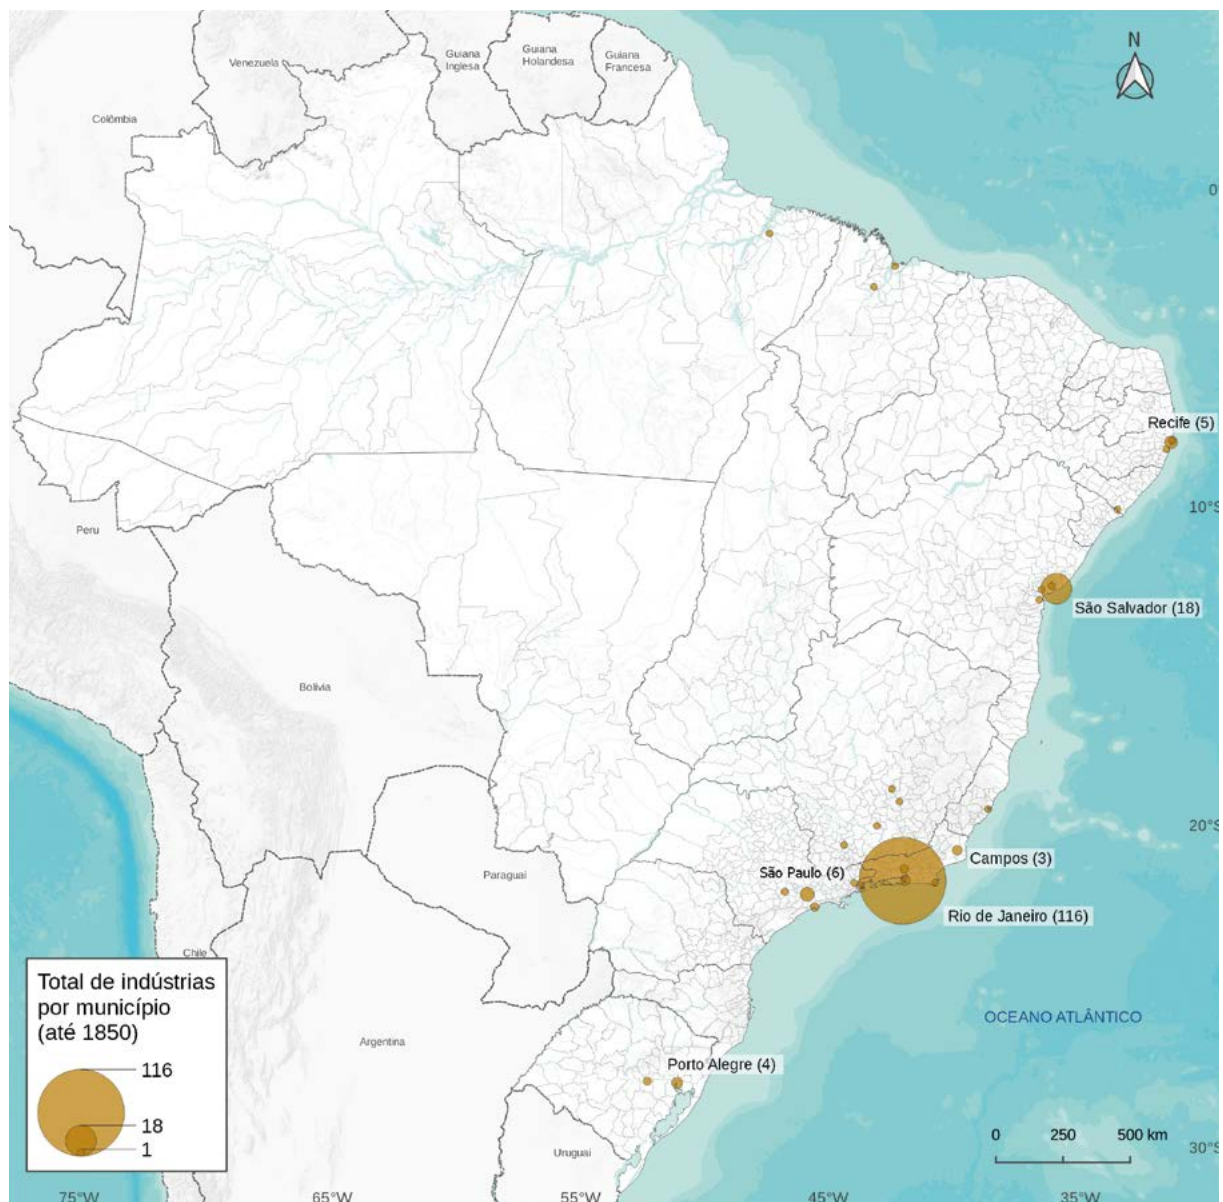 N
Venezuela
Guiana
Inglesa
Guiana
Holandesa
Guiana
Francesa
Colômbia
0
Recife (5)
Peru
10°S
São Salvador (18)
Bolívia
20°S
Campos (3)
São Paulo (6)
Paraguai
Rio de Janeiro (116)
Chile
Total de indústrias
por município
(até 1850)
116
18
1
OCEANO ATLÂNTICO
Argentina
Porto Alegre (4)
0 250 500 km
30°S
Uruguai
75°W 65°W 55°W 45°W 35°W